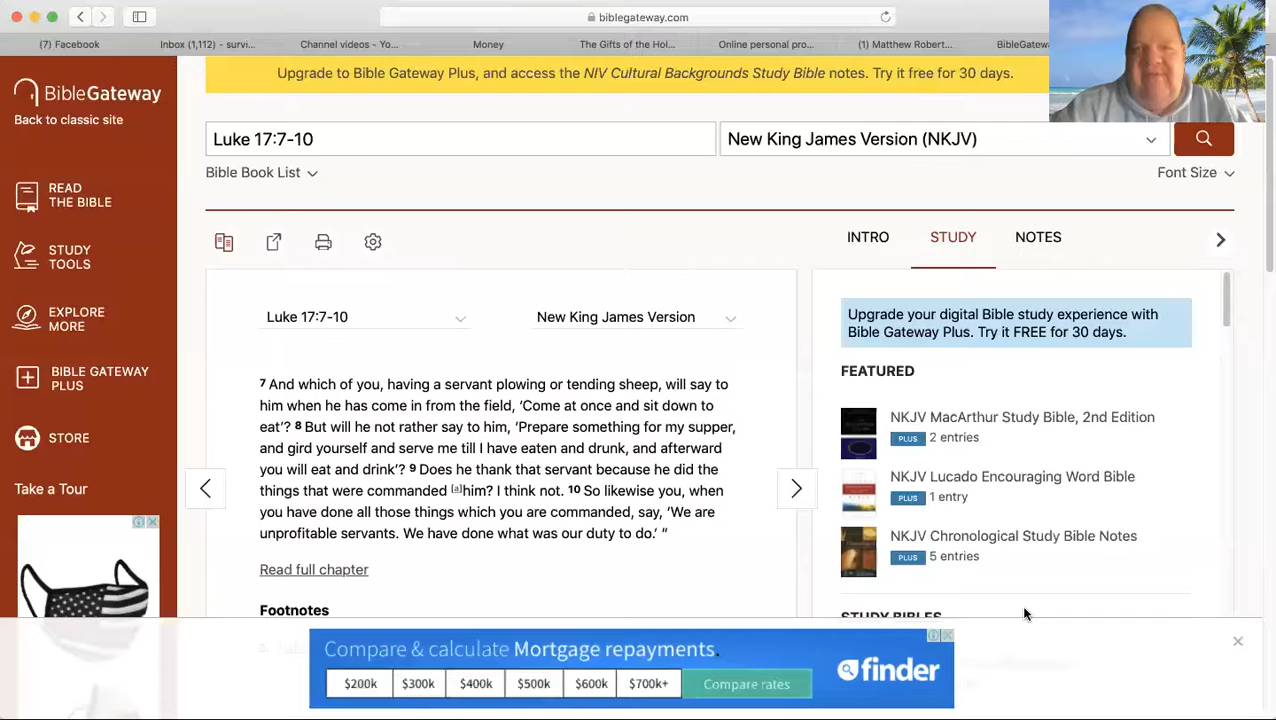 biblegateway.com
(7) Facebook
Inbox (1,112) - survi...
Channel videos - Yo...
Money
The Gifts of the Hol...
Online personal pro...
(1) Matthew Robert...
BibleGatew
Upgrade to Bible Gateway Plus, and access the NIV Cultural Backgrounds Study Bible notes. Try it free for 30 days.
BibleGateway
Back to classic site
READ
THE BIBLE
STUDY
TOOLS
EXPLORE
MORE
BIBLE GATEWAY
PLUS
STORE
Take a Tour
Luke 17:7-10
New King James Version (NKJV)
Bible Book List
Font Size
INTRO
STUDY
NOTES
Luke 17:7-10
New King James Version
7 And which of you, having a servant plowing or tending sheep, will say to
him when he has come in from the field, ‘Come at once and sit down to
eat’? 8 But will he not rather say to him, ‘Prepare something for my supper,
and gird yourself and serve me till I have eaten and drunk, and afterward
you will eat and drink’? 9 Does he thank that servant because he did the
things that were commanded [a]him? I think not. 10 So likewise you, when
you have done all those things which you are commanded, say, ‘We are
unprofitable servants. We have done what was our duty to do.’ ”
Read full chapter
Footnotes
Upgrade your digital Bible study experience with
Bible Gateway Plus. Try it FREE for 30 days.
FEATURED
NKJV MacArthur Study Bible, 2nd Edition
PLUS 2 entries
NKJV Lucado Encouraging Word Bible
PLUS 1 entry
NKJV Chronological Study Bible Notes
PLUS 5 entries
STUDY BIBLES
Compare & calculate Mortgage repayments.
$200k
$300k
$400k
$500k
$600k
$700k+
Compare rates
finder